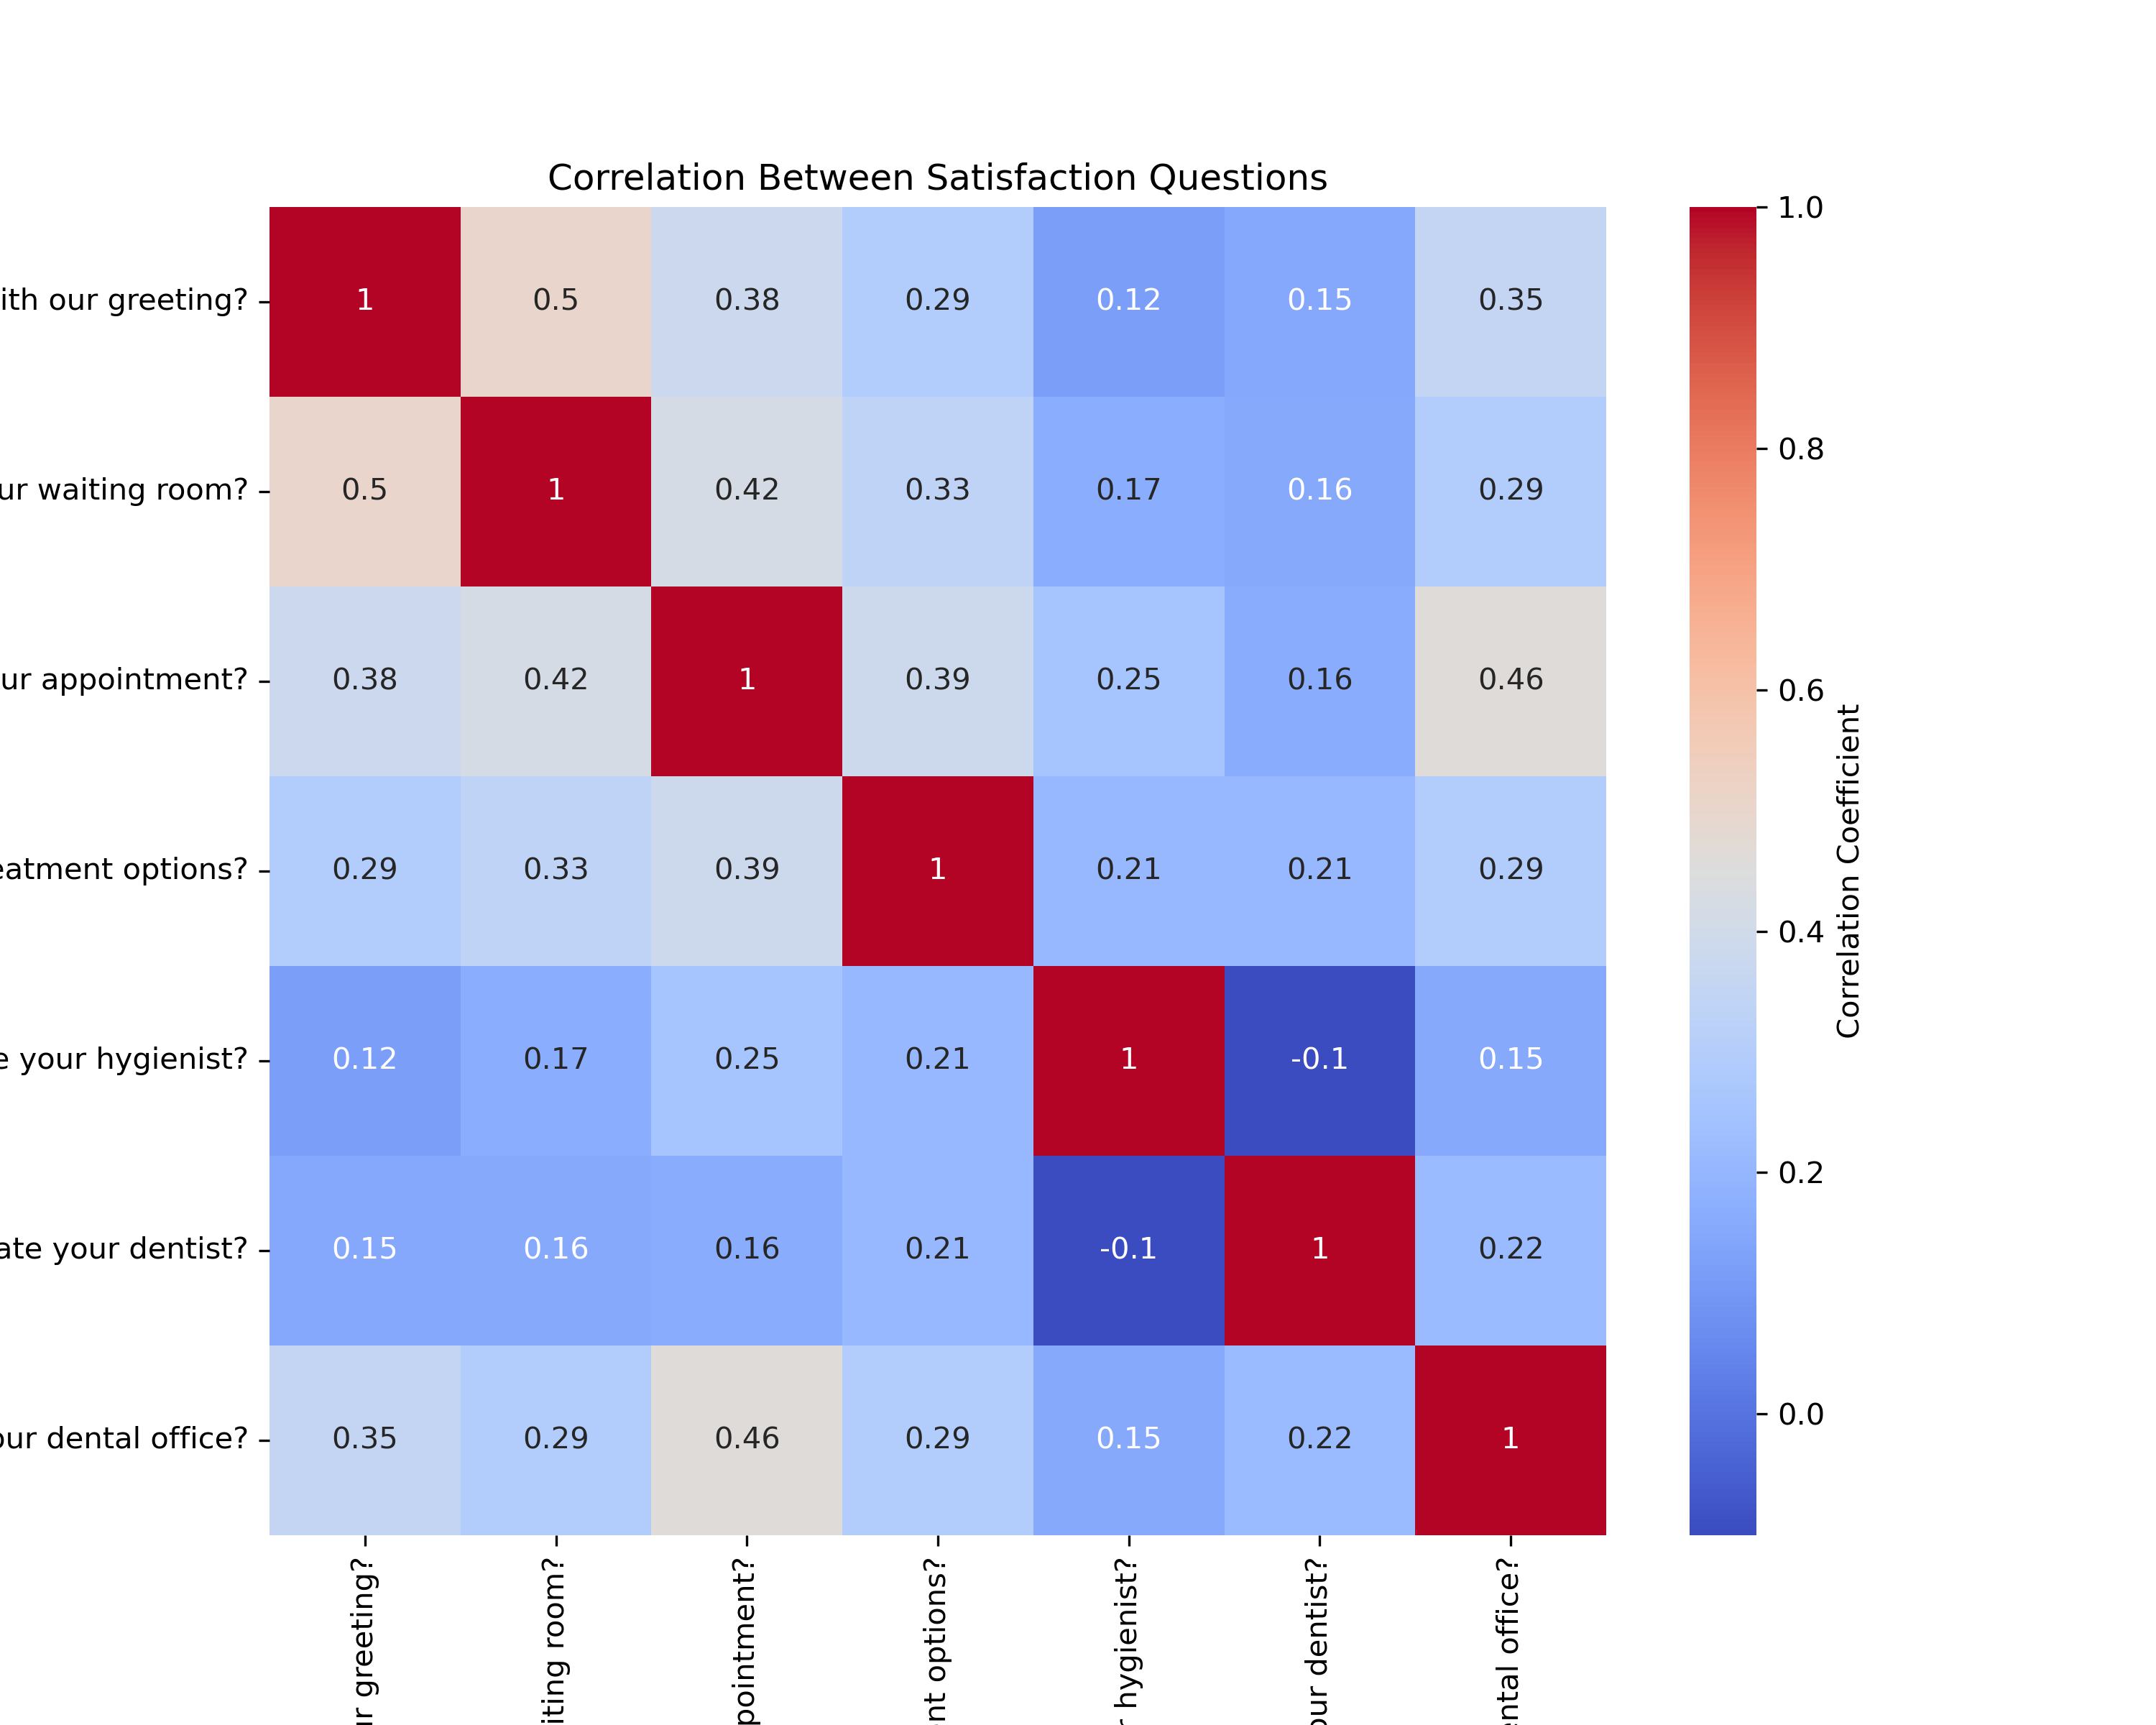 Correlation Between Satisfaction Questions
ith our greeting? 1 0.5 0.38 0.29 0.12 0.15 0.35
ur waiting room? 0.5 1 0.42 0.33 0.17 0.16 0.29
ur appointment? 0.38 0.42 1 0.39 0.25 0.16 0.46
eatment options? 0.29 0.33 0.39 1 0.21 0.21 0.29
e your hygienist? 0.12 0.17 0.25 0.21 1 -0.1 0.15
ate your dentist? 0.15 0.16 0.16 0.21 -0.1 1 0.22
our dental office? 0.35 0.29 0.46 0.29 0.15 0.22 1
ur greeting?
iting room?
pointment?
nt options?
r hygienist?
our dentist?
ental office?
1.0
0.8
0.6
0.4
0.2
0.0
Correlation Coefficient